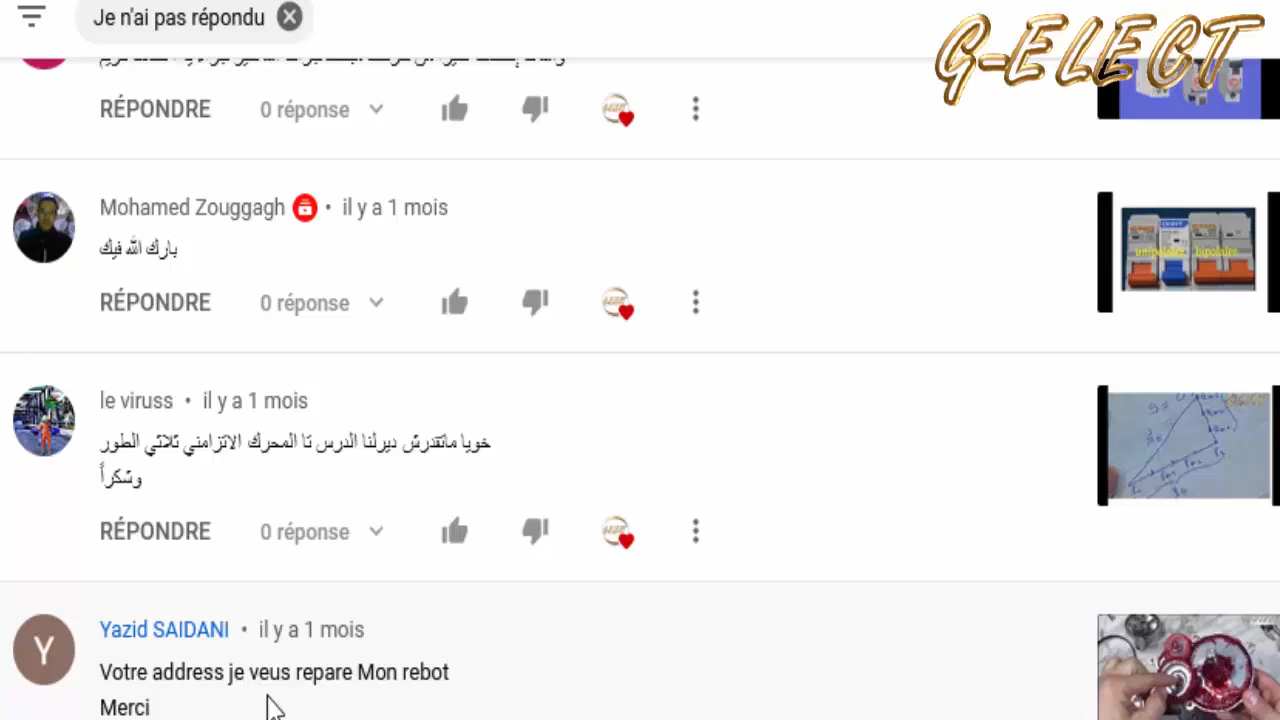 Je n'ai pas répondu
G-ELECT
RÉPONDRE 0 réponse
Mohamed Zouggagh • il y a 1 mois
بارك الله فيك
unipolaire bipolaire
RÉPONDRE 0 réponse
le viruss • il y a 1 mois
خويا ماتقدرش ديرلنا الدرس تا المحرك الاتزامني ثلاثي الطور
وشكراً
RÉPONDRE 0 réponse
Y
Yazid SAIDANI • il y a 1 mois
Votre address je veus repare Mon rebot
Merci